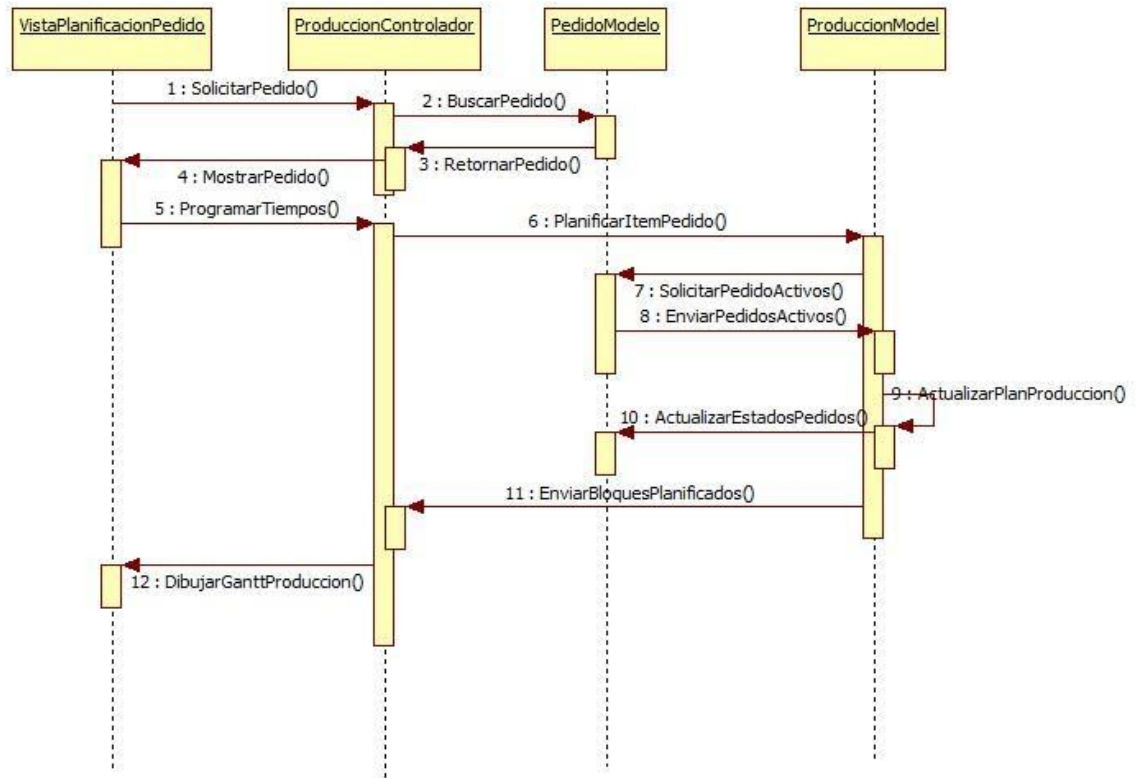 VistaPlanificacionPedido
ProduccionControlador
PedidoModelo
ProduccionModel
1 : SolicitarPedido()
2 : BuscarPedido()
3 : RetornarPedido()
4 : MostrarPedido()
5 : ProgramarTiempos()
6 : PlanificarItemPedido()
7 : SolicitarPedidoActivos()
8 : EnviarPedidosActivos()
9 : ActualizarPlanProduccion()
10 : ActualizarEstadosPedidos()
11 : EnviarBloquesPlanificados()
12 : DibujarGanttProduccion()